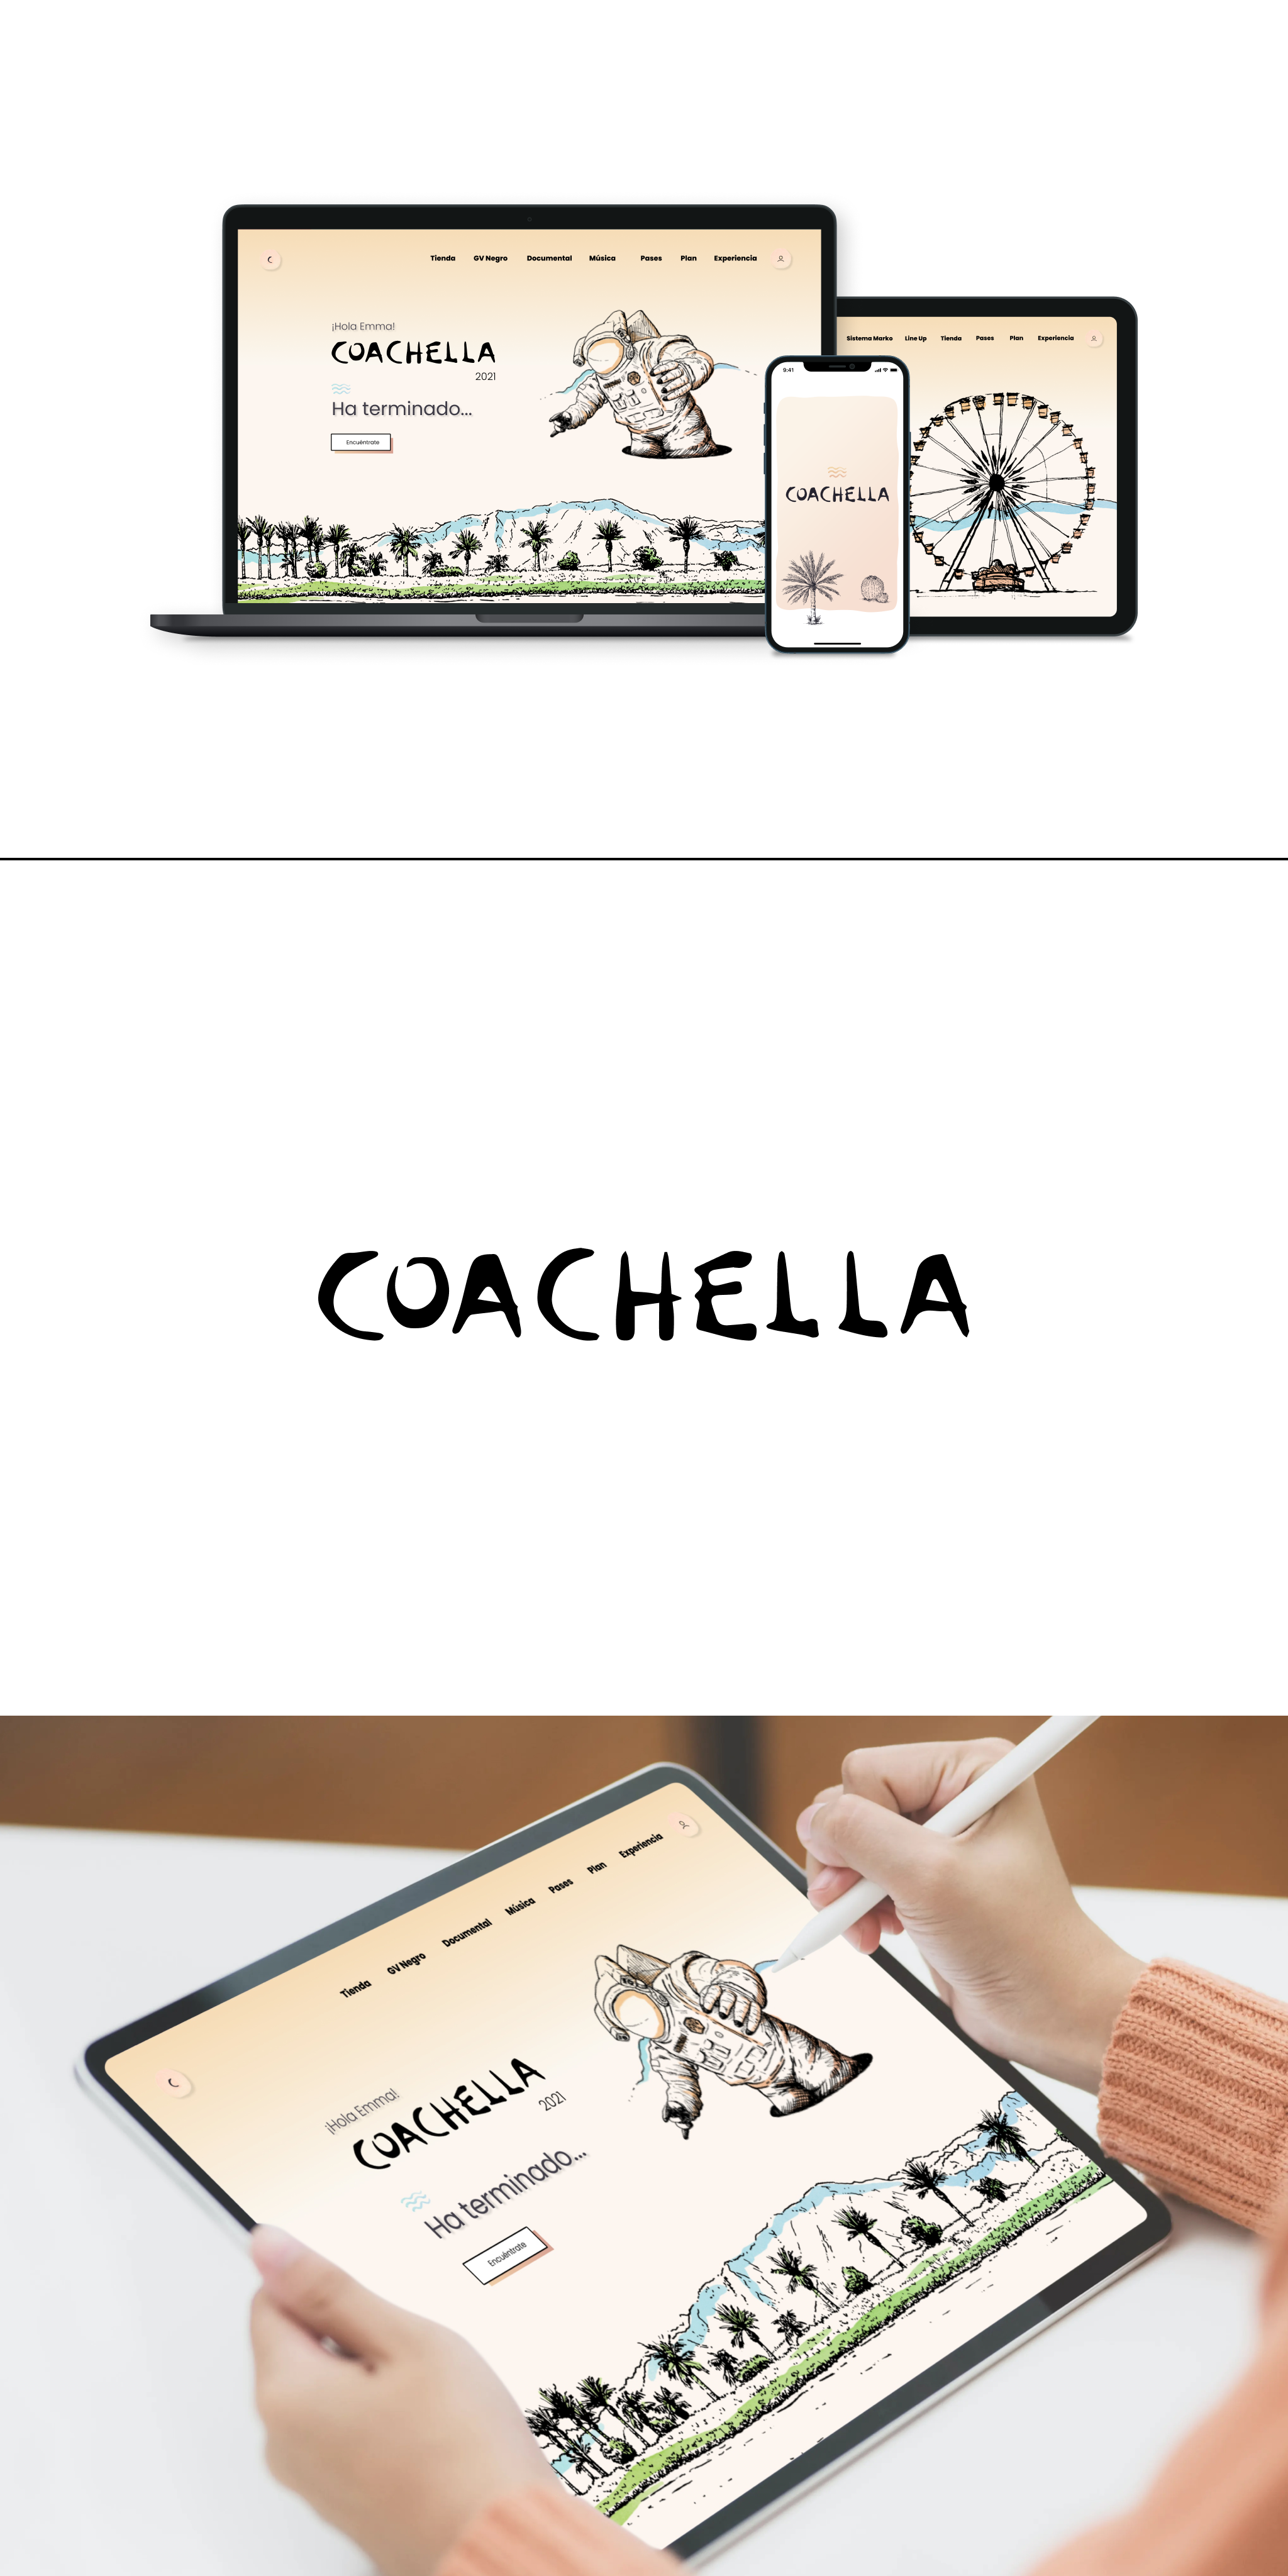 Tienda GV Negro Documental Música Pases Plan Experiencia
¡Hola Emma!
COACHELLA
2021
Ha terminado...
Encuéntrate
Sistema Marko Line Up Tienda Pases Plan Experiencia
9:41
COACHELLA
COACHELLA
Tienda GV Negro Documental Música Pases Plan Experiencia
¡Hola Emma!
COACHELLA
2021
Ha terminado...
Encuéntrate